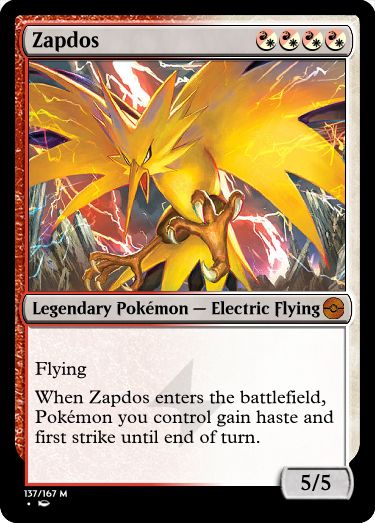 Zapdos
Legendary Pokémon — Electric Flying
Flying
When Zapdos enters the battlefield,
Pokémon you control gain haste and
first strike until end of turn.
137/167 M
5/5